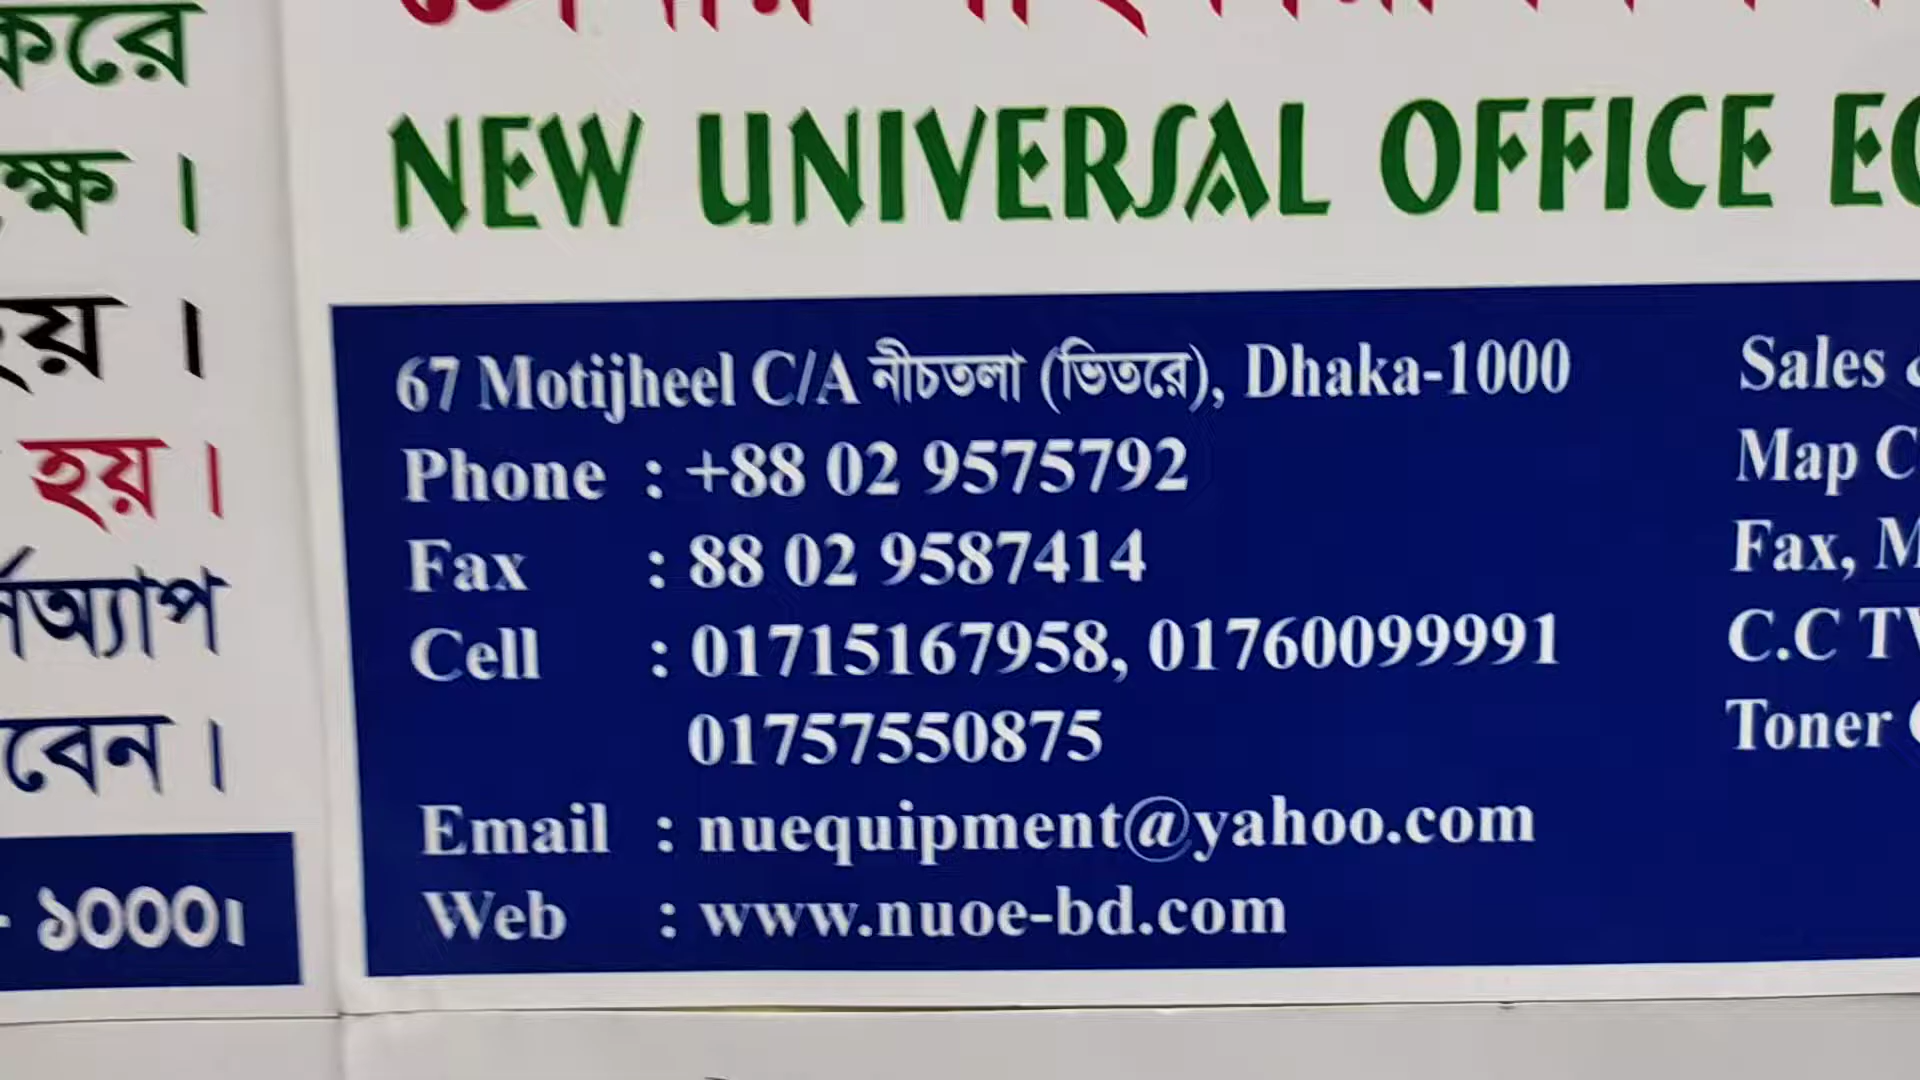 করে
ক্ষ ।
হয় ।
হয় ।
বেন ।
- ১০০০।
NEW UNIVERSAL OFFICE
67 Motijheel C/A নীচতলা (ভিতরে), Dhaka-1000
Phone : +88 02 9575792
Fax : 88 02 9587414
Cell : 01715167958, 01760099991
01757550875
Email : nuequipment@yahoo.com
Web : www.nuoe-bd.com
Sales
Map
Fax,
C.C
Toner